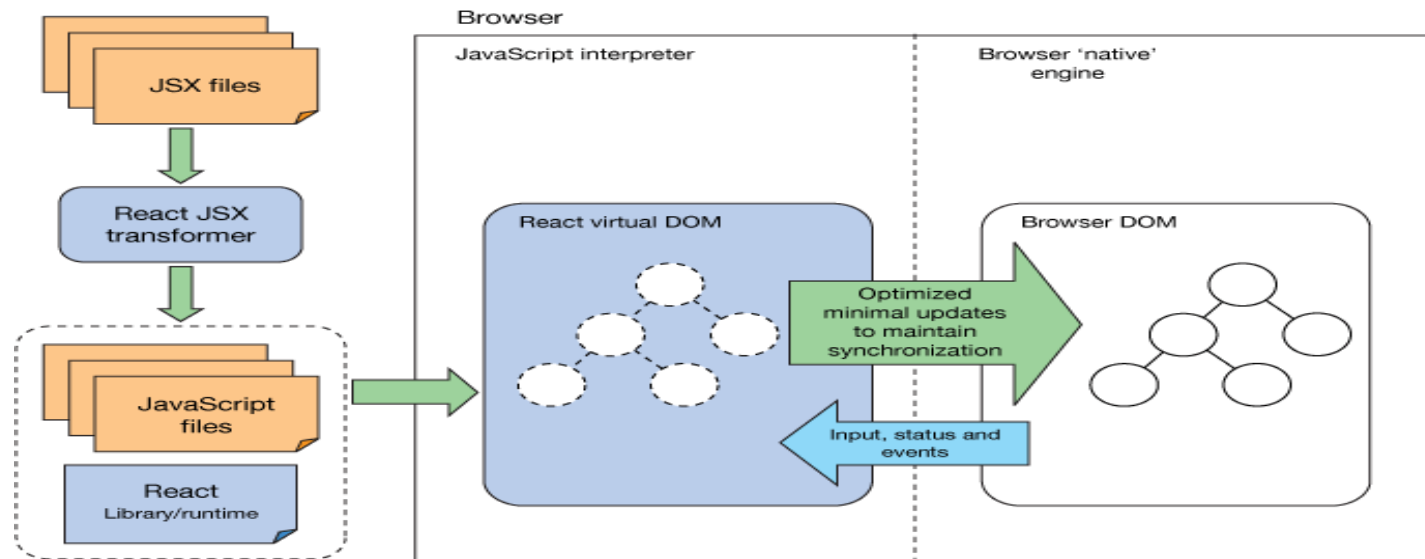 Browser
JSX files
JavaScript interpreter
Browser ‘native’
engine
React JSX
transformer
React virtual DOM
Browser DOM
Optimized
minimal updates
to maintain
synchronization
JavaScript
files
Input, status and
events
React
Library/runtime